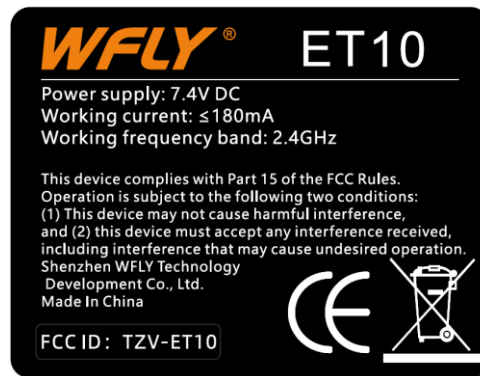 WFLY® ET10
Power supply: 7.4V DC
Working current: ≤180mA
Working frequency band: 2.4GHz
This device complies with Part 15 of the FCC Rules.
Operation is subject to the following two conditions:
(1) This device may not cause harmful interference,
and (2) this device must accept any interference received,
including interference that may cause undesired operation.
Shenzhen WFLY Technology
Development Co., Ltd.
Made In China
CE
FCC ID: TZV-ET10